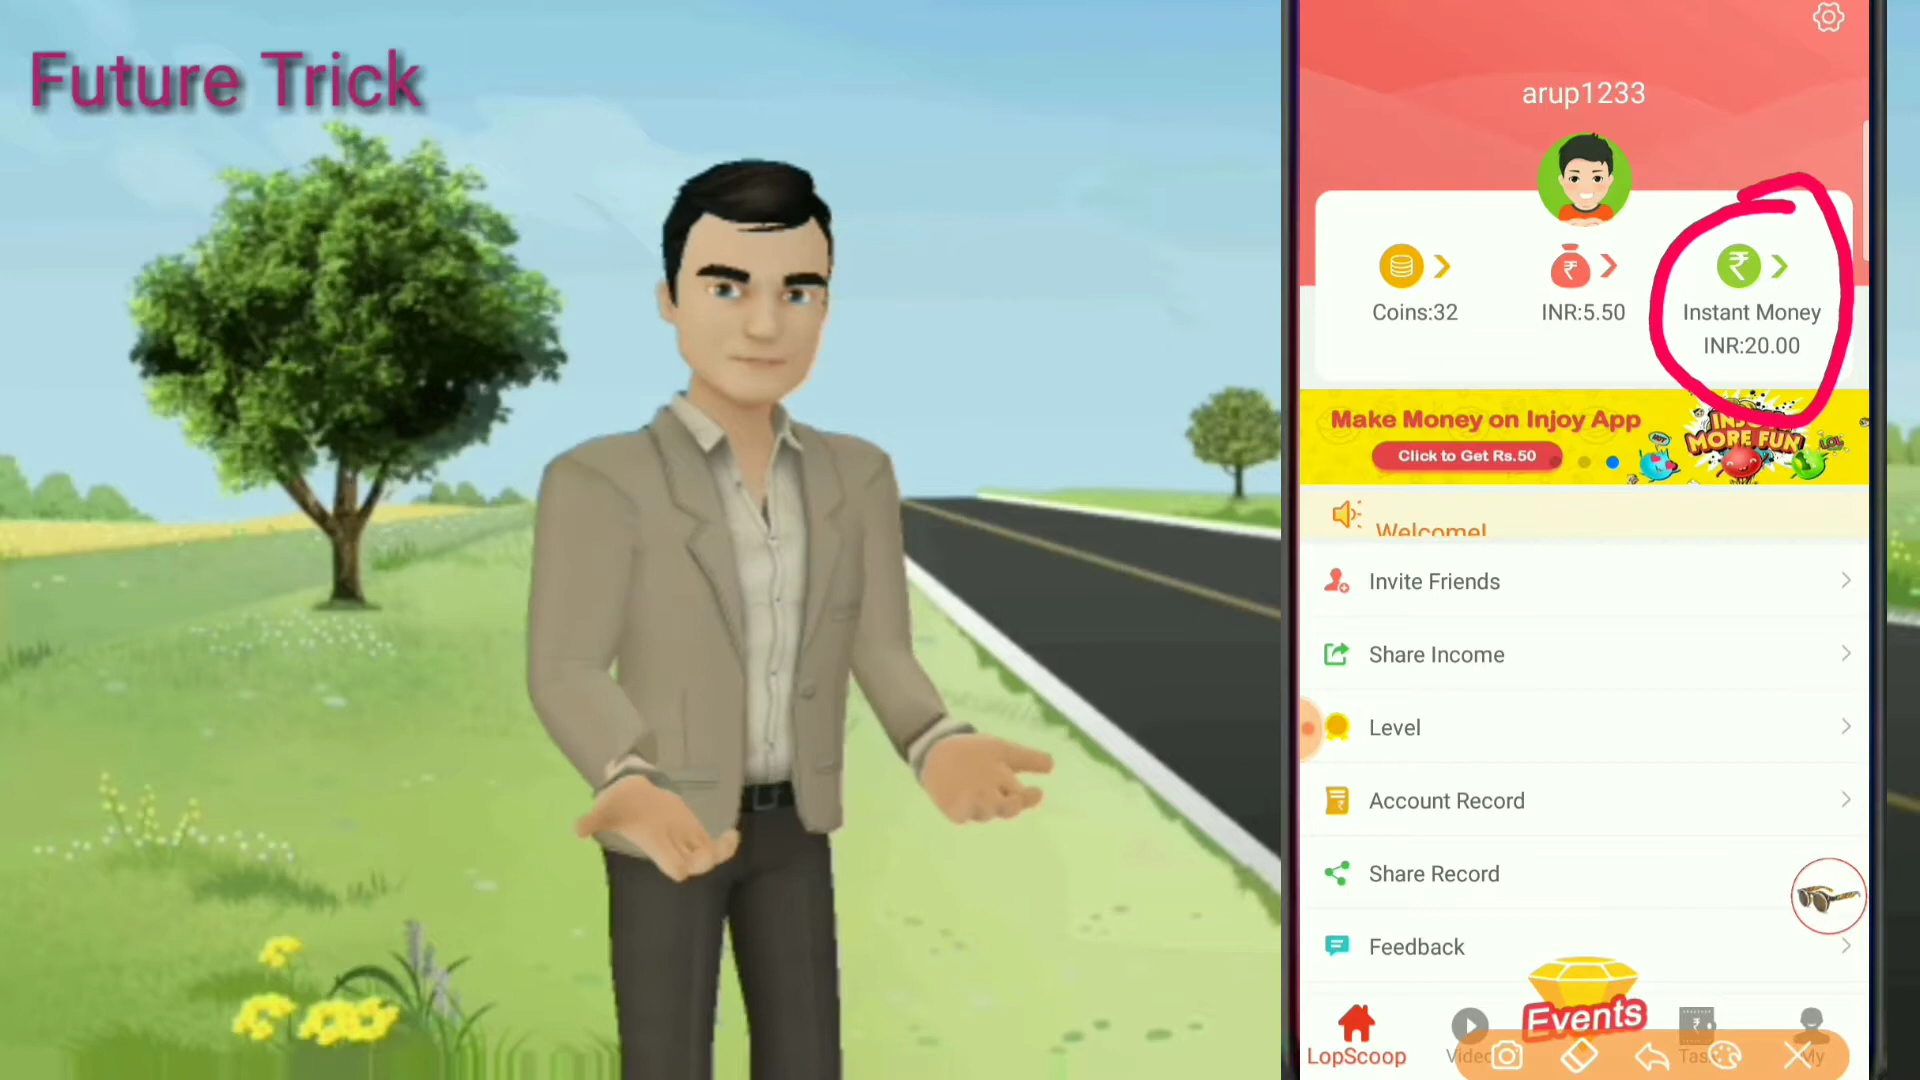 Future Trick
arup1233
Coins:32
INR:5.50
Instant Money
INR:20.00
Make Money on Injoy App
Click to Get Rs.50
MORE FUN
LOL
Welcome!
Invite Friends
Share Income
Level
Account Record
Share Record
Feedback
Events
LopScoop
My